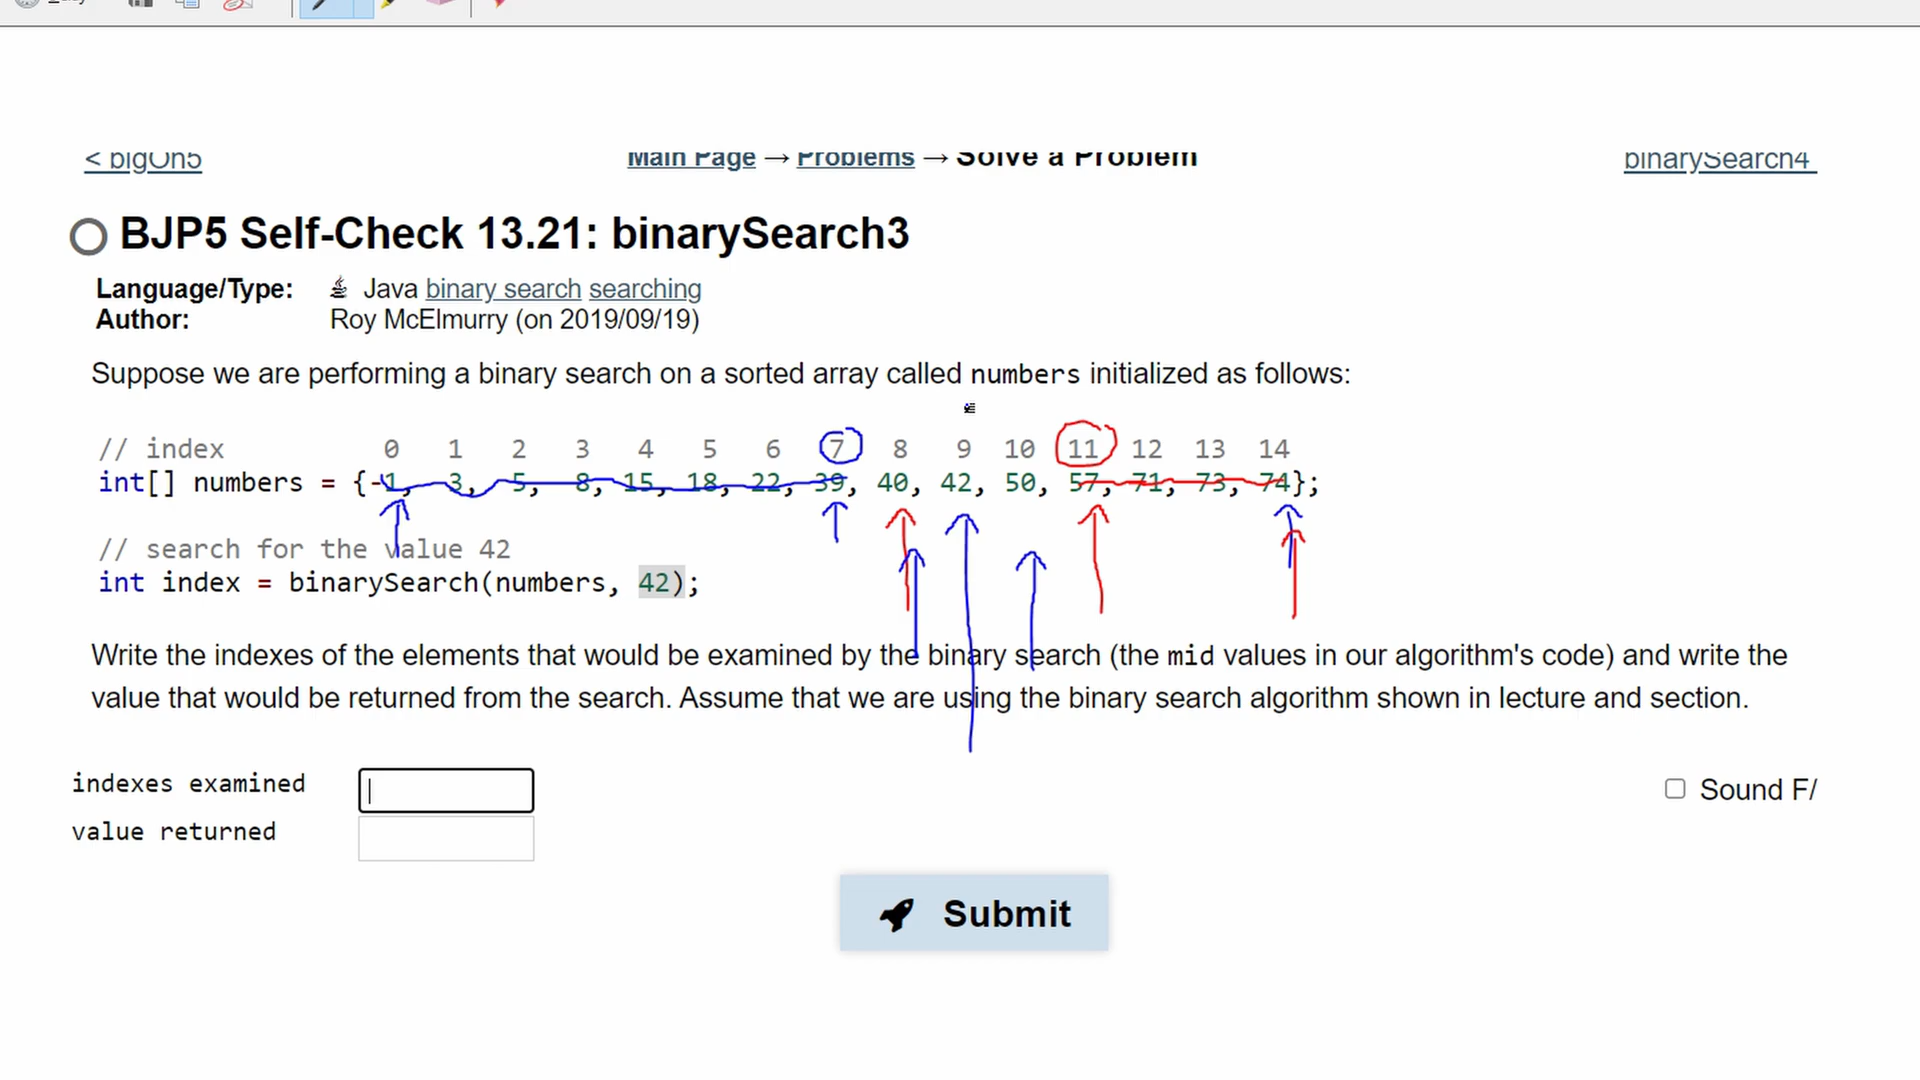 < bigOn5
Main Page → Problems → Solve a Problem
binarySearch4
BJP5 Self-Check 13.21: binarySearch3
Language/Type: Java binary search searching
Author: Roy McElmurry (on 2019/09/19)
Suppose we are performing a binary search on a sorted array called numbers initialized as follows:
// index 0 1 2 3 4 5 6 7 8 9 10 11 12 13 14
int[] numbers = {-1, 3, 5, 8, 15, 18, 22, 39, 40, 42, 50, 57, 71, 73, 74};
// search for the value 42
int index = binarySearch(numbers, 42);
Write the indexes of the elements that would be examined by the binary search (the mid values in our algorithm's code) and write the
value that would be returned from the search. Assume that we are using the binary search algorithm shown in lecture and section.
indexes examined
Sound F/
value returned
Submit